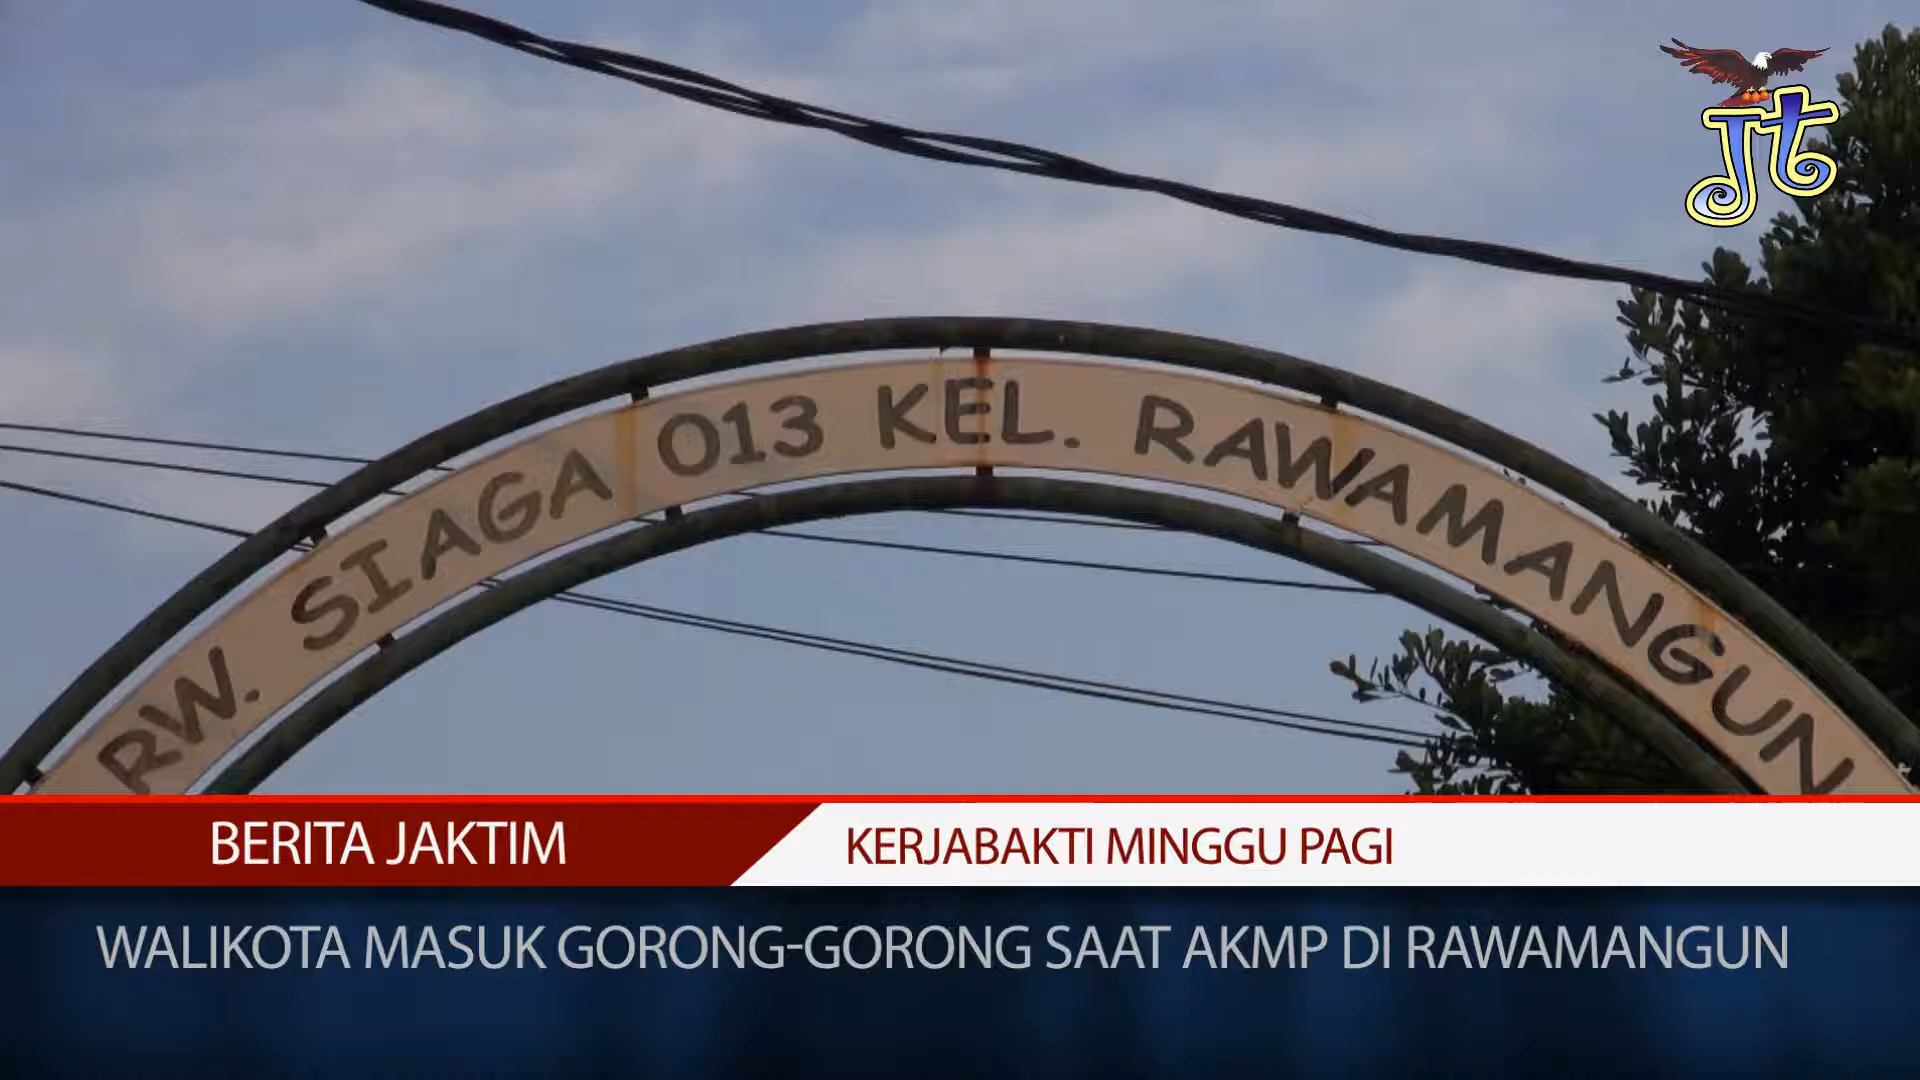 Jt
RW. SIAGA 013 KEL. RAWAMANGUN
BERITA JAKTIM
KERJABAKTI MINGGU PAGI
WALIKOTA MASUK GORONG-GORONG SAAT AKMP DI RAWAMANGUN